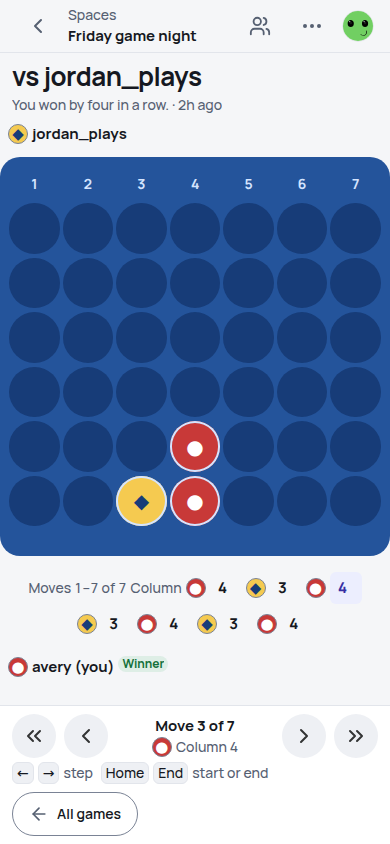 Spaces
Friday game night
vs jordan_plays
You won by four in a row. · 2h ago
jordan_plays
1 2 3 4 5 6 7
Moves 1–7 of 7 Column 4 3 4
3 4 3 4
avery (you) Winner
Move 3 of 7
Column 4
← → step Home End start or end
← All games